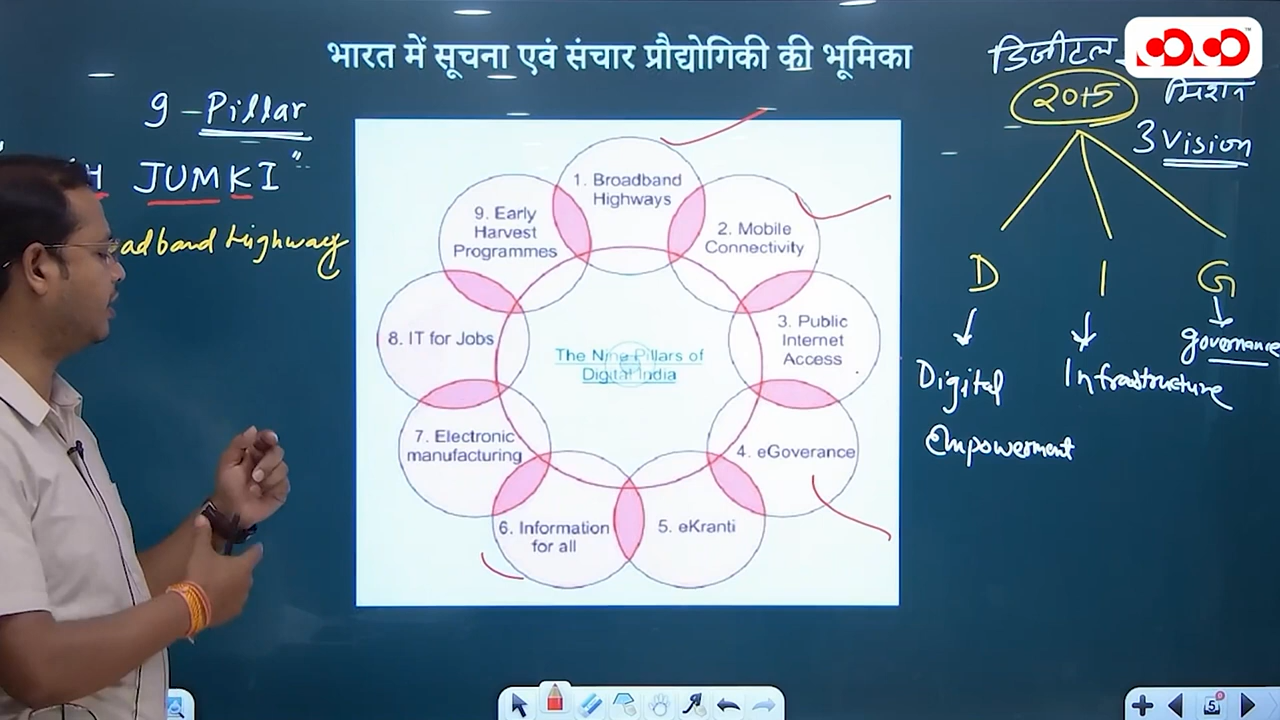 भारत में सूचना एवं संचार प्रौद्योगिकी की भूमिका
9 - Pillar
H JUMKI"
adband Highway
1. Broadband
Highways
2. Mobile
Connectivity
3. Public
Internet
Access
4. eGoverance
5. eKranti
6. Information
for all
7. Electronic
manufacturing
8. IT for Jobs
9. Early
Harvest
Programmes
The Nine Pillars of
Digital India
डिजीटल
2015 मिशन
3 Vision
D I G
Digital
Empowerment
Infrastructure
governance
5